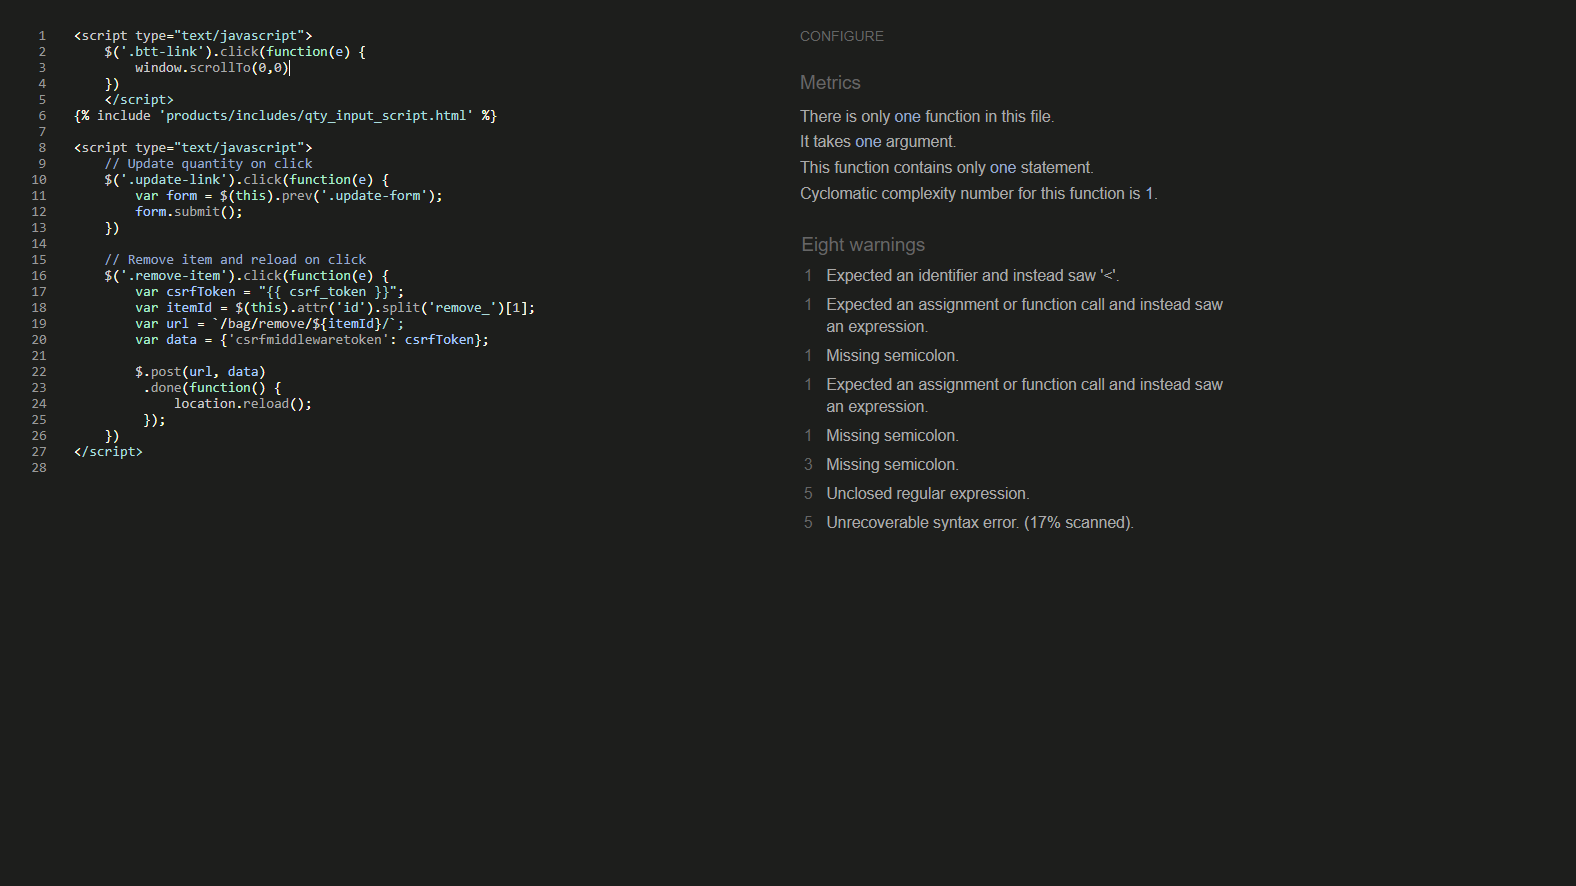 1 <script type="text/javascript">
2 $('.btt-link').click(function(e) {
3 window.scrollTo(0,0)
4 })
5 </script>
6 {% include 'products/includes/qty_input_script.html' %}
7
8 <script type="text/javascript">
9 // Update quantity on click
10 $('.update-link').click(function(e) {
11 var form = $(this).prev('.update-form');
12 form.submit();
13 })
14
15 // Remove item and reload on click
16 $('.remove-item').click(function(e) {
17 var csrfToken = "{{ csrf_token }}";
18 var itemId = $(this).attr('id').split('remove_')[1];
19 var url = `/bag/remove/${itemId}/`;
20 var data = {'csrfmiddlewaretoken': csrfToken};
21
22 $.post(url, data)
23 .done(function() {
24 location.reload();
25 });
26 })
27 </script>
28
CONFIGURE
Metrics
There is only one function in this file.
It takes one argument.
This function contains only one statement.
Cyclomatic complexity number for this function is 1.
Eight warnings
1 Expected an identifier and instead saw '<'.
1 Expected an assignment or function call and instead saw
an expression.
1 Missing semicolon.
1 Expected an assignment or function call and instead saw
an expression.
1 Missing semicolon.
3 Missing semicolon.
5 Unclosed regular expression.
5 Unrecoverable syntax error. (17% scanned).